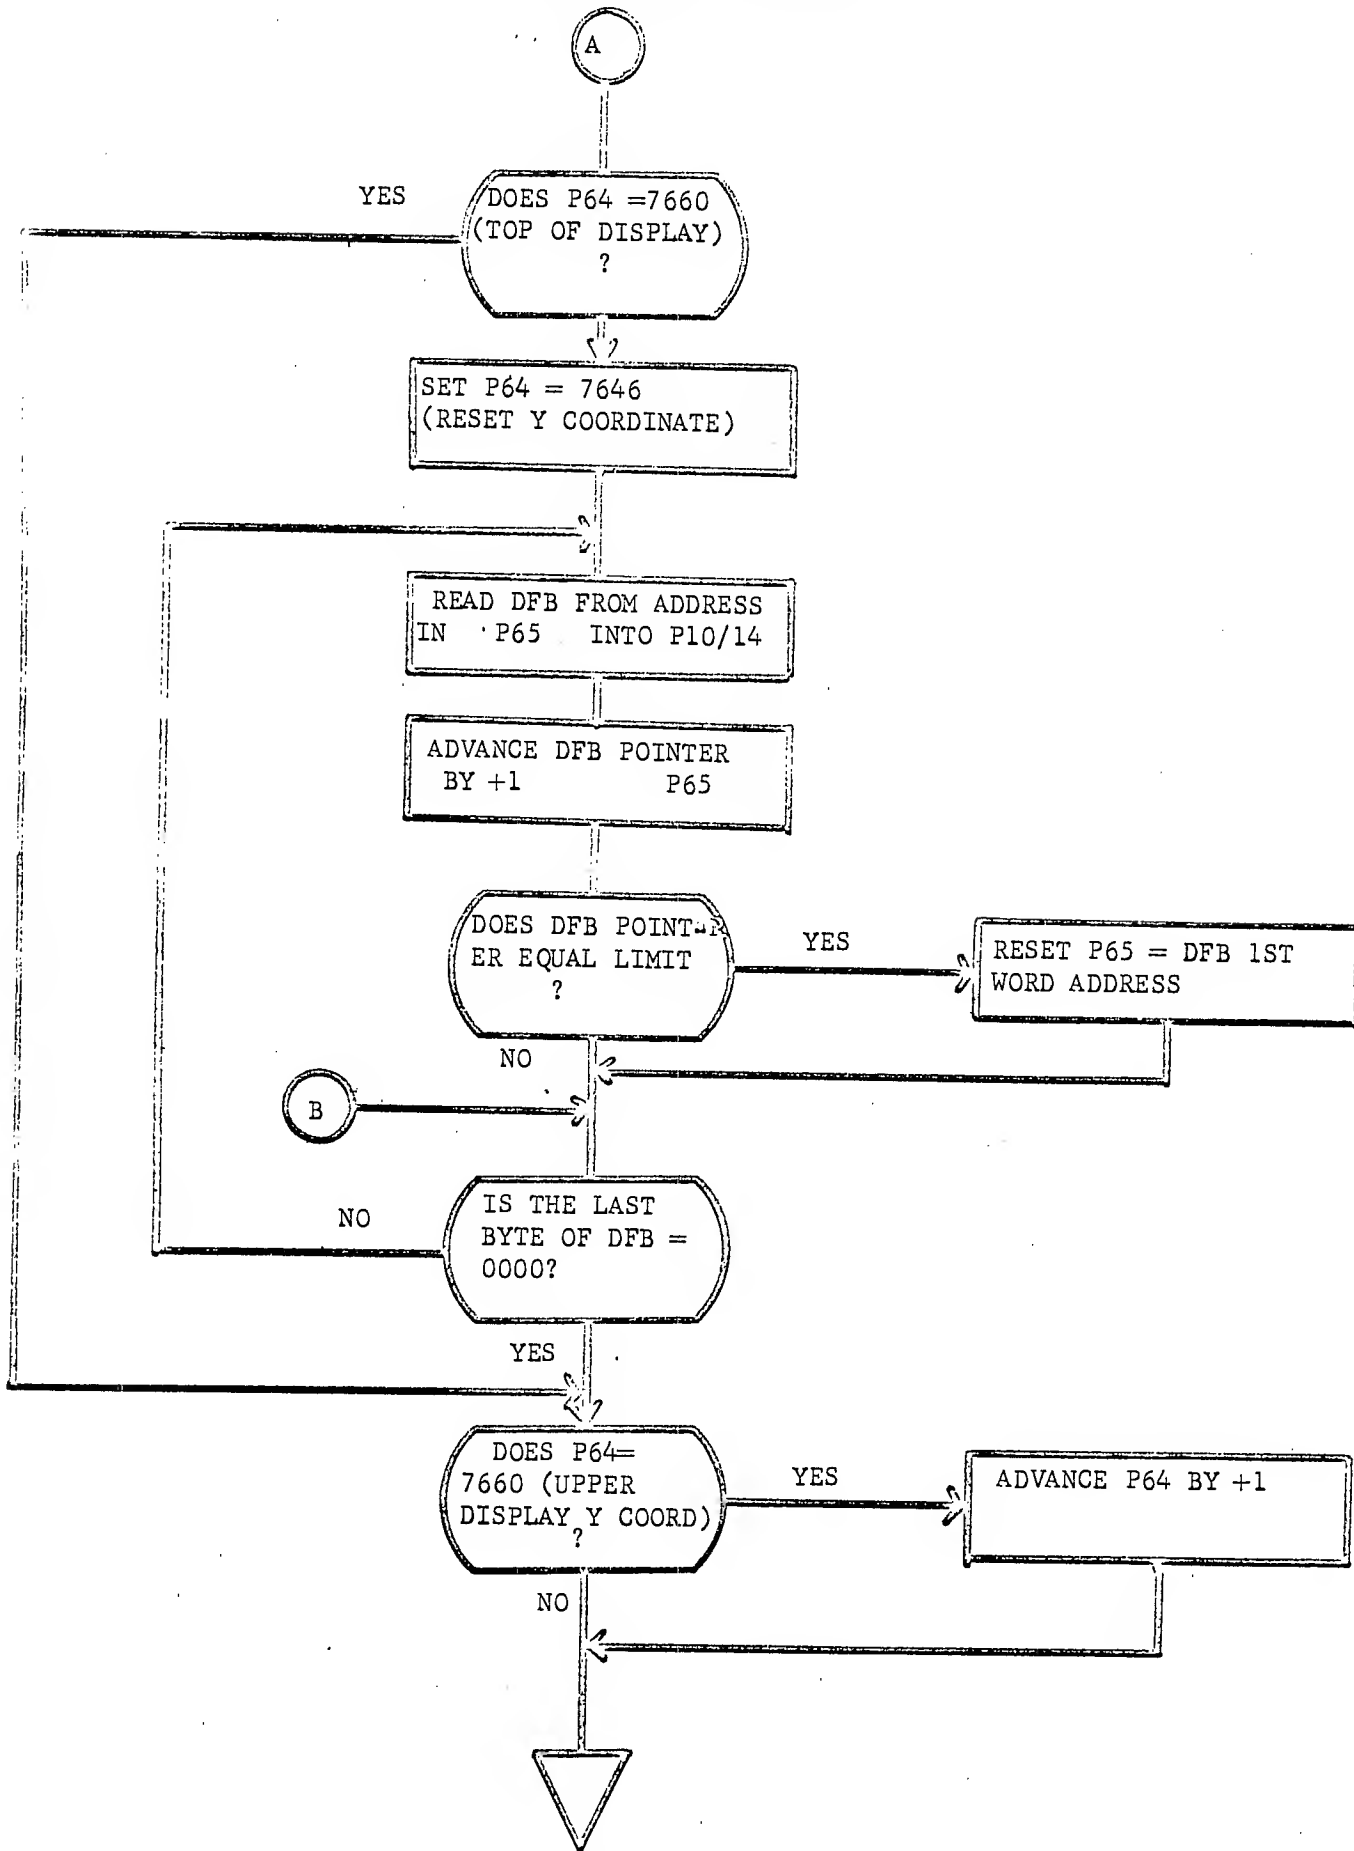 A
YES
DOES P64 =7660
(TOP OF DISPLAY)
?
SET P64 = 7646
(RESET Y COORDINATE)
READ DFB FROM ADDRESS
IN P65 INTO P10/14
ADVANCE DFB POINTER
BY +1 P65
DOES DFB POINT-
ER EQUAL LIMIT
?
YES
RESET P65 = DFB 1ST
WORD ADDRESS
NO
B
NO
IS THE LAST
BYTE OF DFB =
0000?
YES
DOES P64=
7660 (UPPER
DISPLAY Y COORD)
?
YES
ADVANCE P64 BY +1
NO